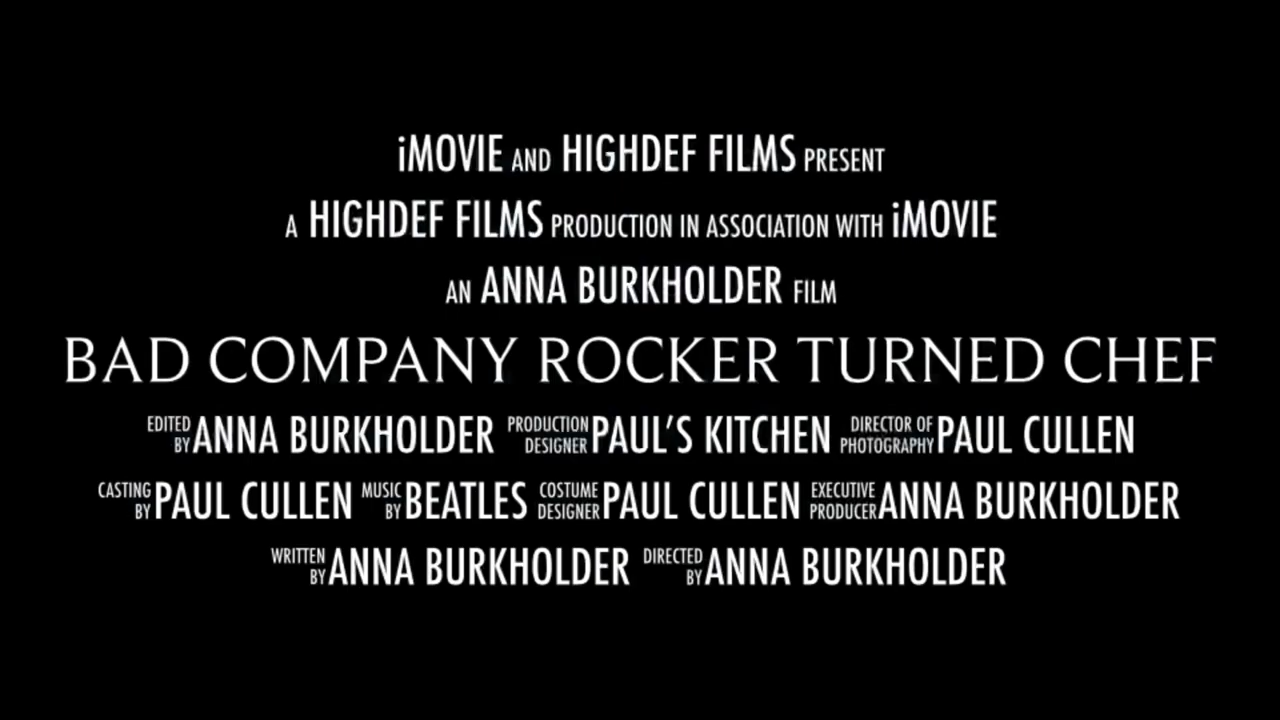 iMOVIE AND HIGHDEF FILMS PRESENT
A HIGHDEF FILMS PRODUCTION IN ASSOCIATION WITH iMOVIE
AN ANNA BURKHOLDER FILM
BAD COMPANY ROCKER TURNED CHEF
EDITED BY ANNA BURKHOLDER PRODUCTION DESIGNER PAUL'S KITCHEN DIRECTOR OF PHOTOGRAPHY PAUL CULLEN
CASTING BY PAUL CULLEN MUSIC BY BEATLES COSTUME DESIGNER PAUL CULLEN EXECUTIVE PRODUCER ANNA BURKHOLDER
WRITTEN BY ANNA BURKHOLDER DIRECTED BY ANNA BURKHOLDER